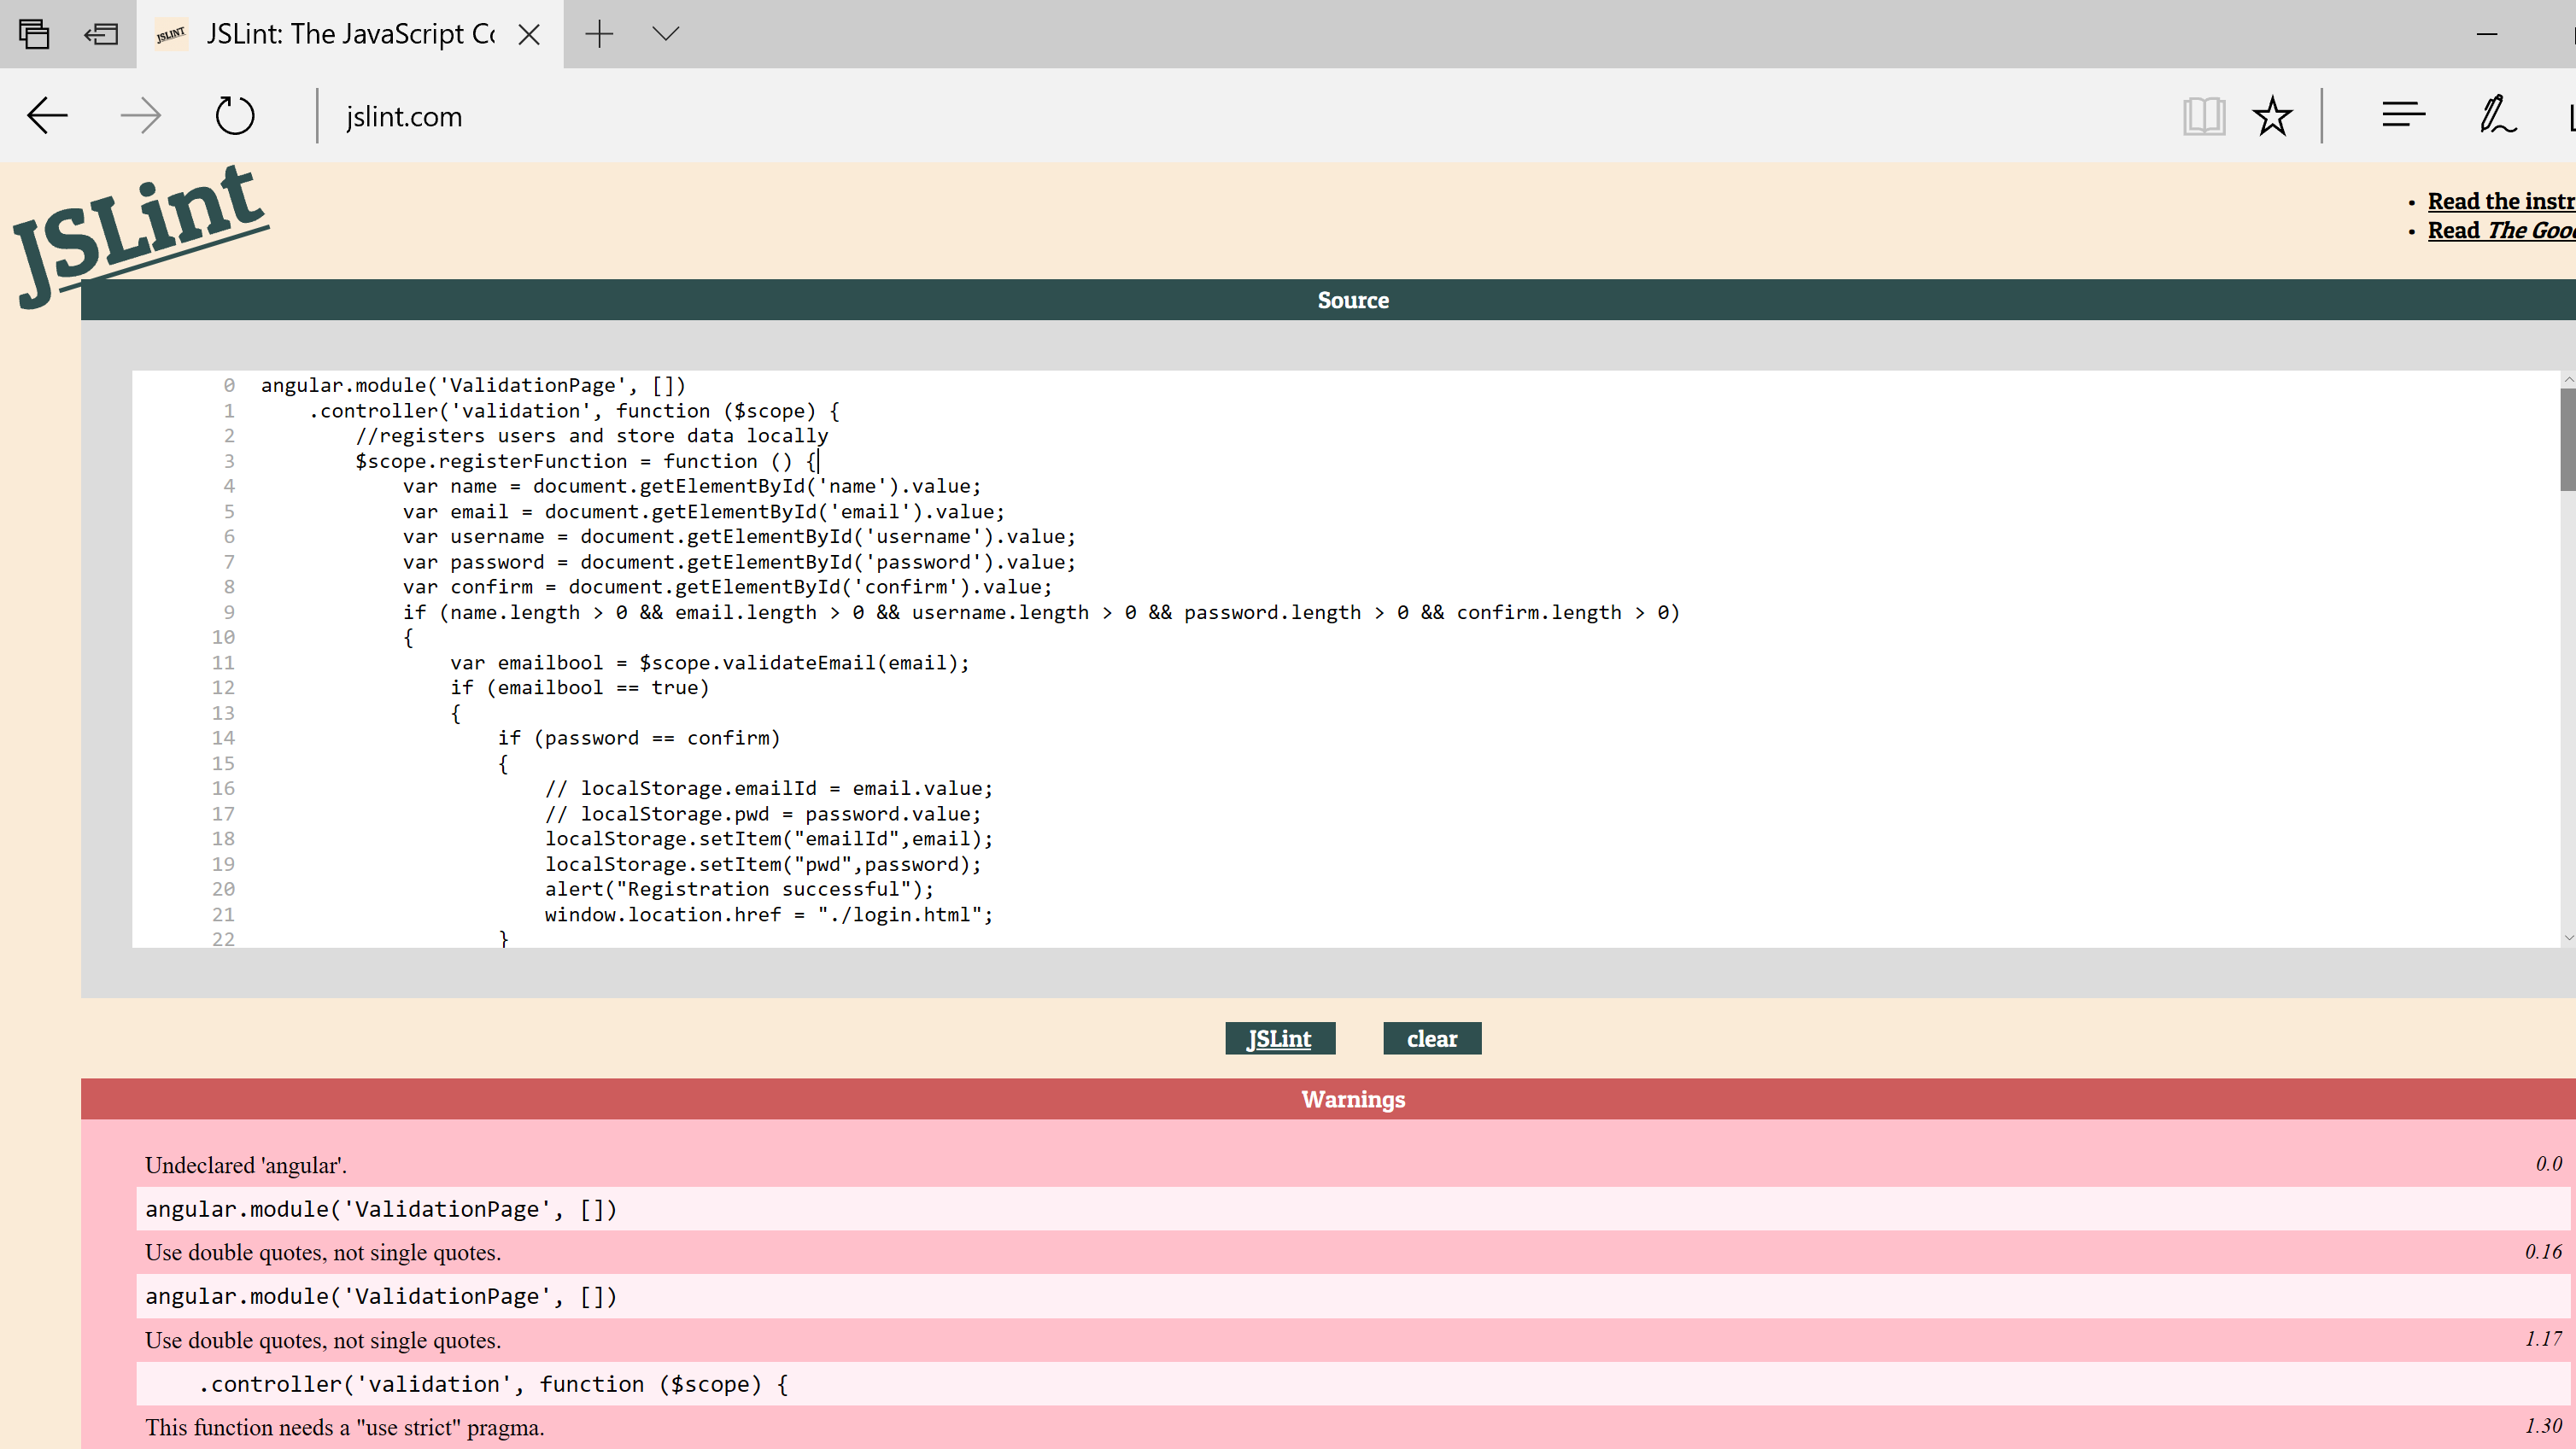 JSLINT JSLint: The JavaScript Co
jslint.com
JSLint
• Read the instr
• Read The Good
Source
0 angular.module('ValidationPage', [])
1 .controller('validation', function ($scope) {
2 //registers users and store data locally
3 $scope.registerFunction = function () {
4 var name = document.getElementById('name').value;
5 var email = document.getElementById('email').value;
6 var username = document.getElementById('username').value;
7 var password = document.getElementById('password').value;
8 var confirm = document.getElementById('confirm').value;
9 if (name.length > 0 && email.length > 0 && username.length > 0 && password.length > 0 && confirm.length > 0)
10 {
11 var emailbool = $scope.validateEmail(email);
12 if (emailbool == true)
13 {
14 if (password == confirm)
15 {
16 // localStorage.emailId = email.value;
17 // localStorage.pwd = password.value;
18 localStorage.setItem("emailId",email);
19 localStorage.setItem("pwd",password);
20 alert("Registration successful");
21 window.location.href = "./login.html";
22 }
JSLint clear
Warnings
Undeclared 'angular'. 0.0
angular.module('ValidationPage', [])
Use double quotes, not single quotes. 0.16
angular.module('ValidationPage', [])
Use double quotes, not single quotes. 1.17
.controller('validation', function ($scope) {
This function needs a "use strict" pragma. 1.30